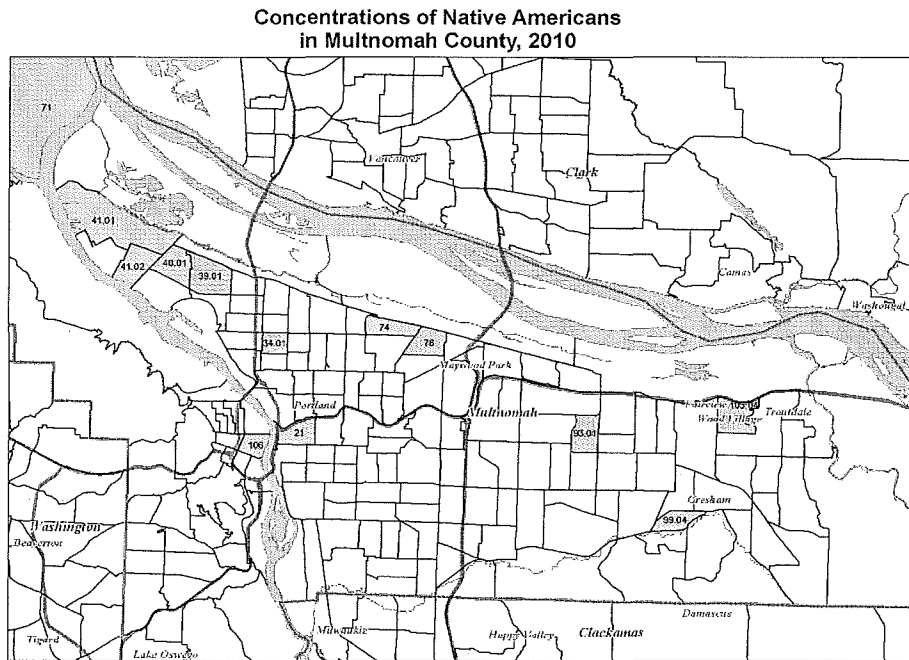 Concentrations of Native Americans
in Multnomah County, 2010
71
Vancouver
Clark
41.01
41.02
40.01
39.01
Camas
Washougal
34.01
74
76
Maywood Park
Portland
Multnomah
Fairview
Wood Village
Troutdale
21
106
93.01
Gresham
99.04
Washington
Beaverton
Damascus
Tigard
Milwaukie
Happy Valley
Clackamas
Lake Oswego